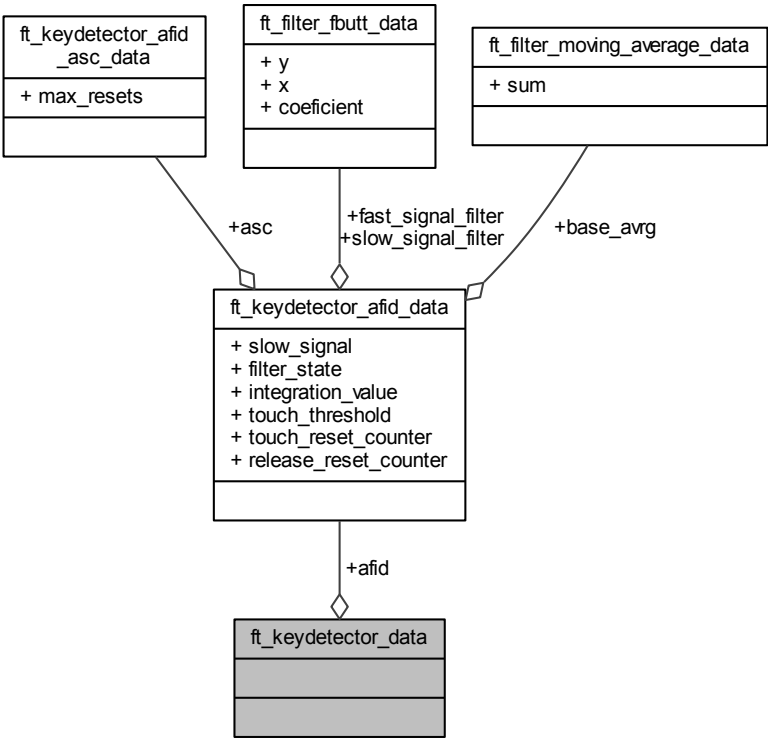 ft_keydetector_afid
_asc_data
+ max_resets
ft_filter_fbutt_data
+ y
+ x
+ coeficient
ft_filter_moving_average_data
+ sum
+asc
+fast_signal_filter
+slow_signal_filter
+base_avrg
ft_keydetector_afid_data
+ slow_signal
+ filter_state
+ integration_value
+ touch_threshold
+ touch_reset_counter
+ release_reset_counter
+afid
ft_keydetector_data